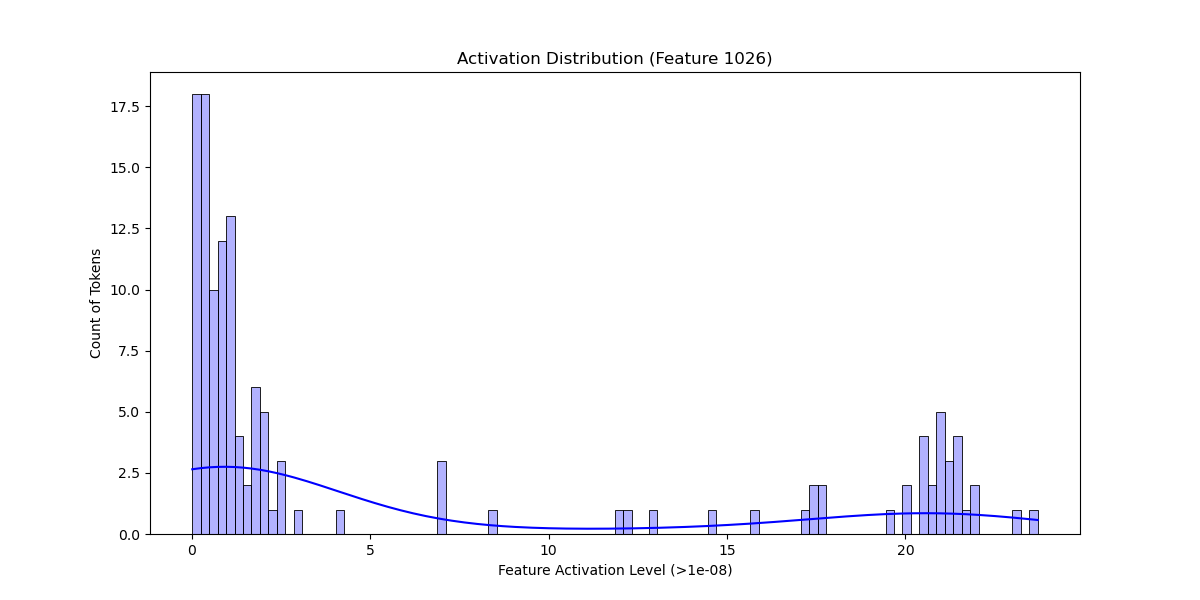 Activation Distribution (Feature 1026)
17.5
15.0
12.5
10.0
7.5
5.0
2.5
0.0
Count of Tokens
0 5 10 15 20
Feature Activation Level (>1e-08)